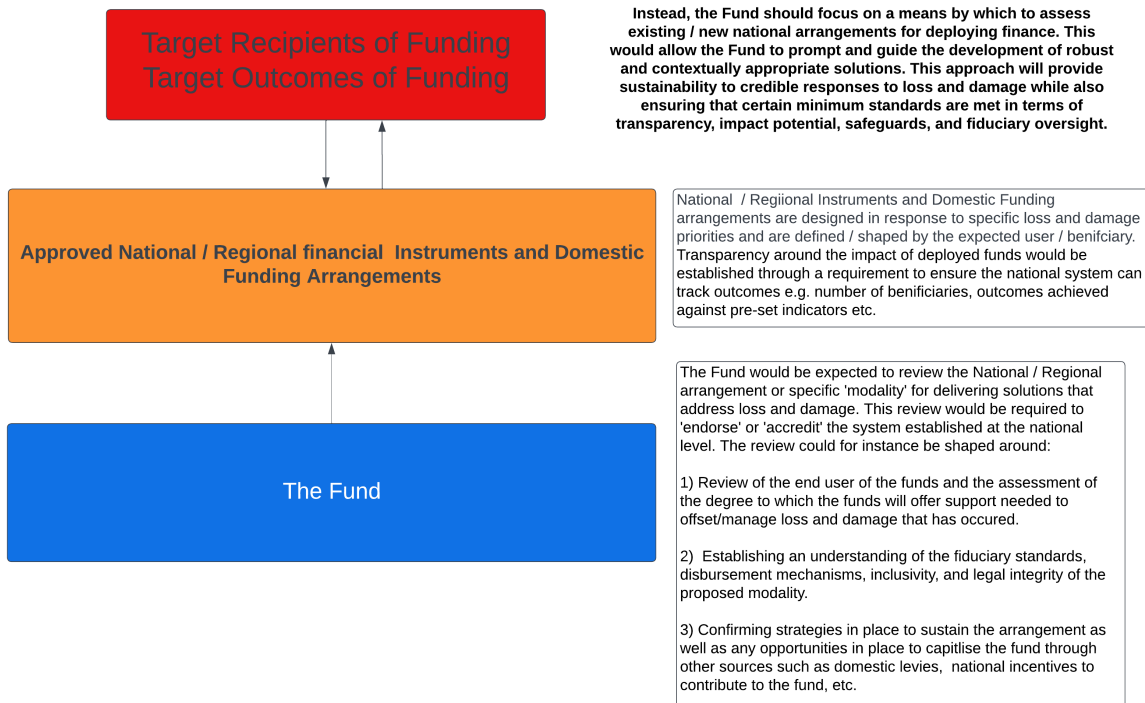 Target Recipients of Funding
Target Outcomes of Funding
Instead, the Fund should focus on a means by which to assess
existing / new national arrangements for deploying finance. This
would allow the Fund to prompt and guide the development of robust
and contextually appropriate solutions. This approach will provide
sustainability to credible responses to loss and damage while also
ensuring that certain minimum standards are met in terms of
transparency, impact potential, safeguards, and fiduciary oversight.
Approved National / Regional financial  Instruments and Domestic
Funding Arrangements
National  / Regiional Instruments and Domestic Funding
arrangements are designed in response to specific loss and damage
priorities and are defined / shaped by the expected user / benifciary.
Transparency around the impact of deployed funds would be
established through a requirement to ensure the national system can
track outcomes e.g. number of benificiaries, outcomes achieved
against pre-set indicators etc.
The Fund
The Fund would be expected to review the National / Regional
arrangement or specific 'modality' for delivering solutions that
address loss and damage. This review would be required to
'endorse' or 'accredit' the system established at the national
level. The review could for instance be shaped around:
1) Review of the end user of the funds and the assessment of
the degree to which the funds will offer support needed to
offset/manage loss and damage that has occured.
2)  Establishing an understanding of the fiduciary standards,
disbursement mechanisms, inclusivity, and legal integrity of the
proposed modality.
3) Confirming strategies in place to sustain the arrangement as
well as any opportunities in place to capitlise the fund through
other sources such as domestic levies,  national incentives to
contribute to the fund, etc.